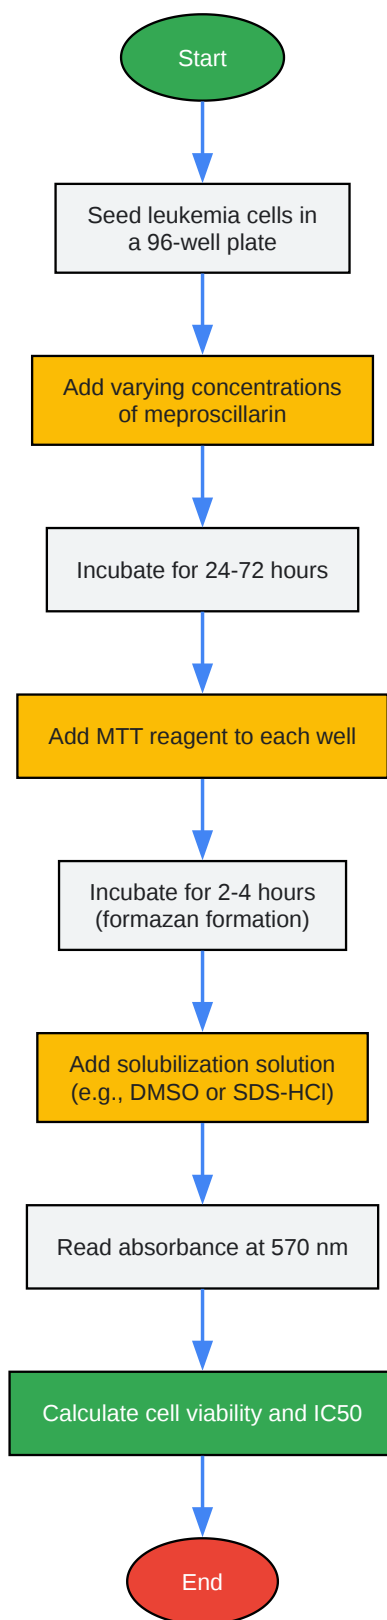 Start
Seed leukemia cells in
a 96-well plate
Add varying concentrations
of meproscillarin
Incubate for 24-72 hours
Add MTT reagent to each well
Incubate for 2-4 hours
(formazan formation)
Add solubilization solution
(e.g., DMSO or SDS-HCl)
Read absorbance at 570 nm
Calculate cell viability and IC50
End